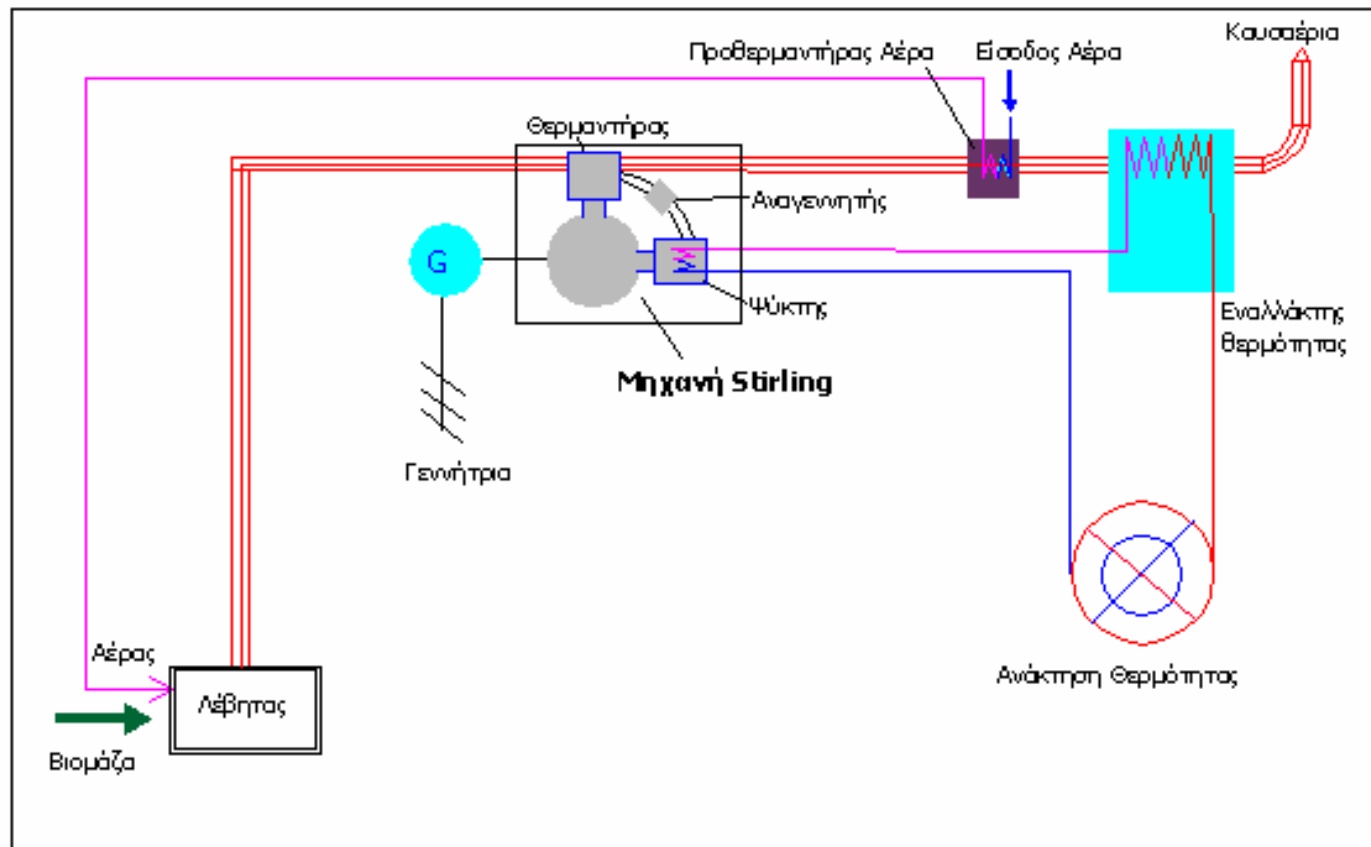 Καυσαέρια
Προθερμαντήρας Αέρα
Είσοδος Αέρα
Θερμαντήρας
Αναγεννητής
G
Ψύκτης
Εναλλάκτης
θερμότητας
Μηχανή Stirling
Γεννήτρια
Αέρας
Ανάκτηση Θερμότητας
Λέβητας
Βιομάζα